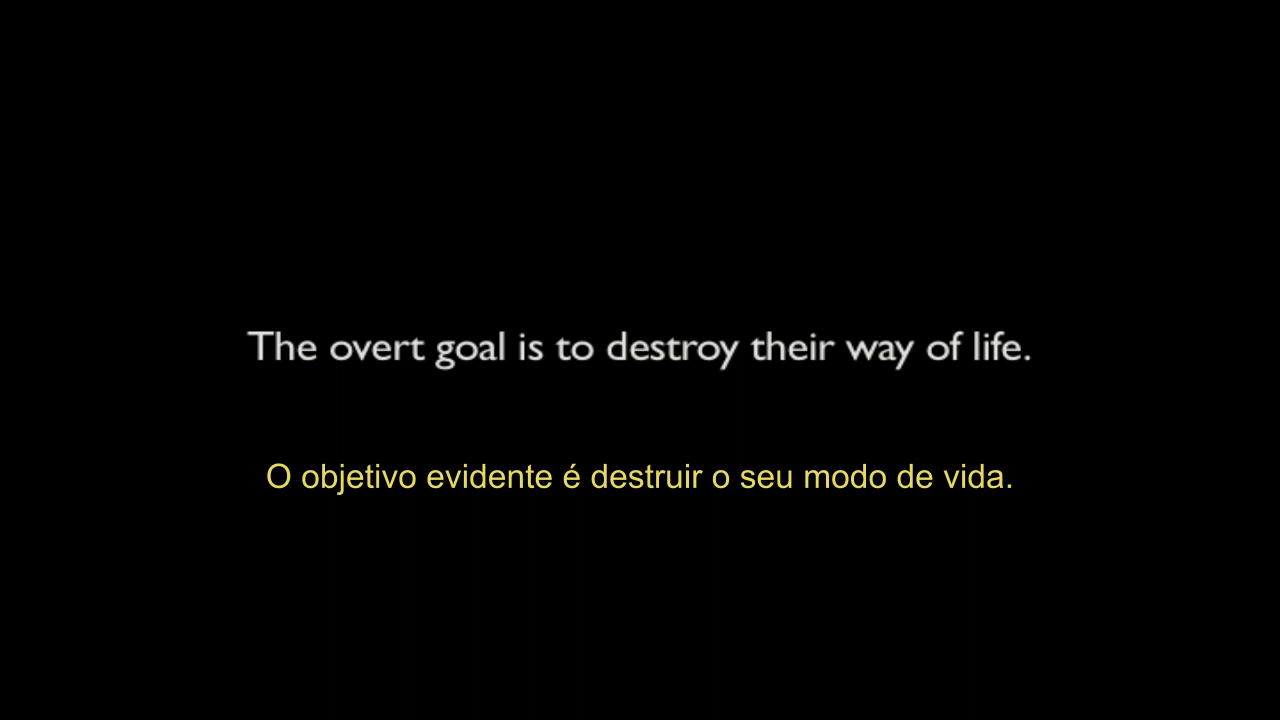 The overt goal is to destroy their way of life.
O objetivo evidente é destruir o seu modo de vida.